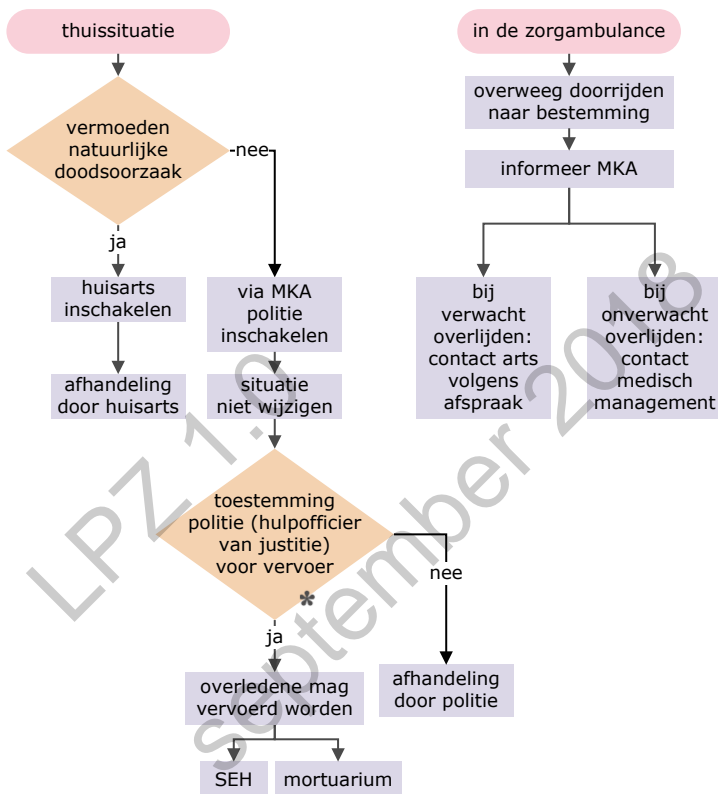 thuissituatie
vermoeden
natuurlijke
doodsoorzaak
nee
ja
huisarts
inschakelen
afhandeling
door huisarts
via MKA
politie
inschakelen
situatie
niet wijzigen
toestemming
politie (hulpofficier
van justitie)
voor vervoer
*
nee
ja
afhandeling
door politie
overledene mag
vervoerd worden
SEH
mortuarium
in de zorgambulance
overweeg doorrijden
naar bestemming
informeer MKA
bij
verwacht
overlijden:
contact arts
volgens
afspraak
bij
onverwacht
overlijden:
contact
medisch
management
LPZ 1.0
september 2018